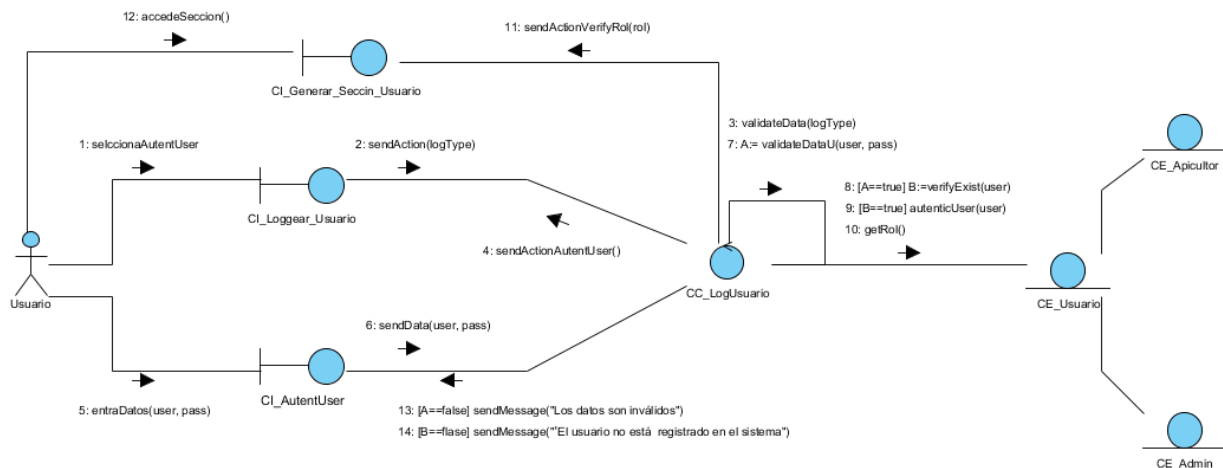 12: accedeSeccion()
11: sendActionVerifyRol(rol)
CI_Generar_Seccin_Usuario
3: validateData(logType)
7: A:= validateDataU(user, pass)
1: selccionaAutentUser
2: sendAction(logType)
CE_Apicultor
8: [A==true] B:=verifyExist(user)
9: [B==true] autenticUser(user)
10: getRol()
CI_Loggear_Usuario
4: sendActionAutentUser()
Usuario
CC_LogUsuario
CE_Usuario
6: sendData(user, pass)
CI_AutentUser
5: entraDatos(user, pass)
13: [A==false] sendMessage("Los datos son inválidos")
14: [B==flase] sendMessage("'El usuario no está registrado en el sistema")
CE_Admin